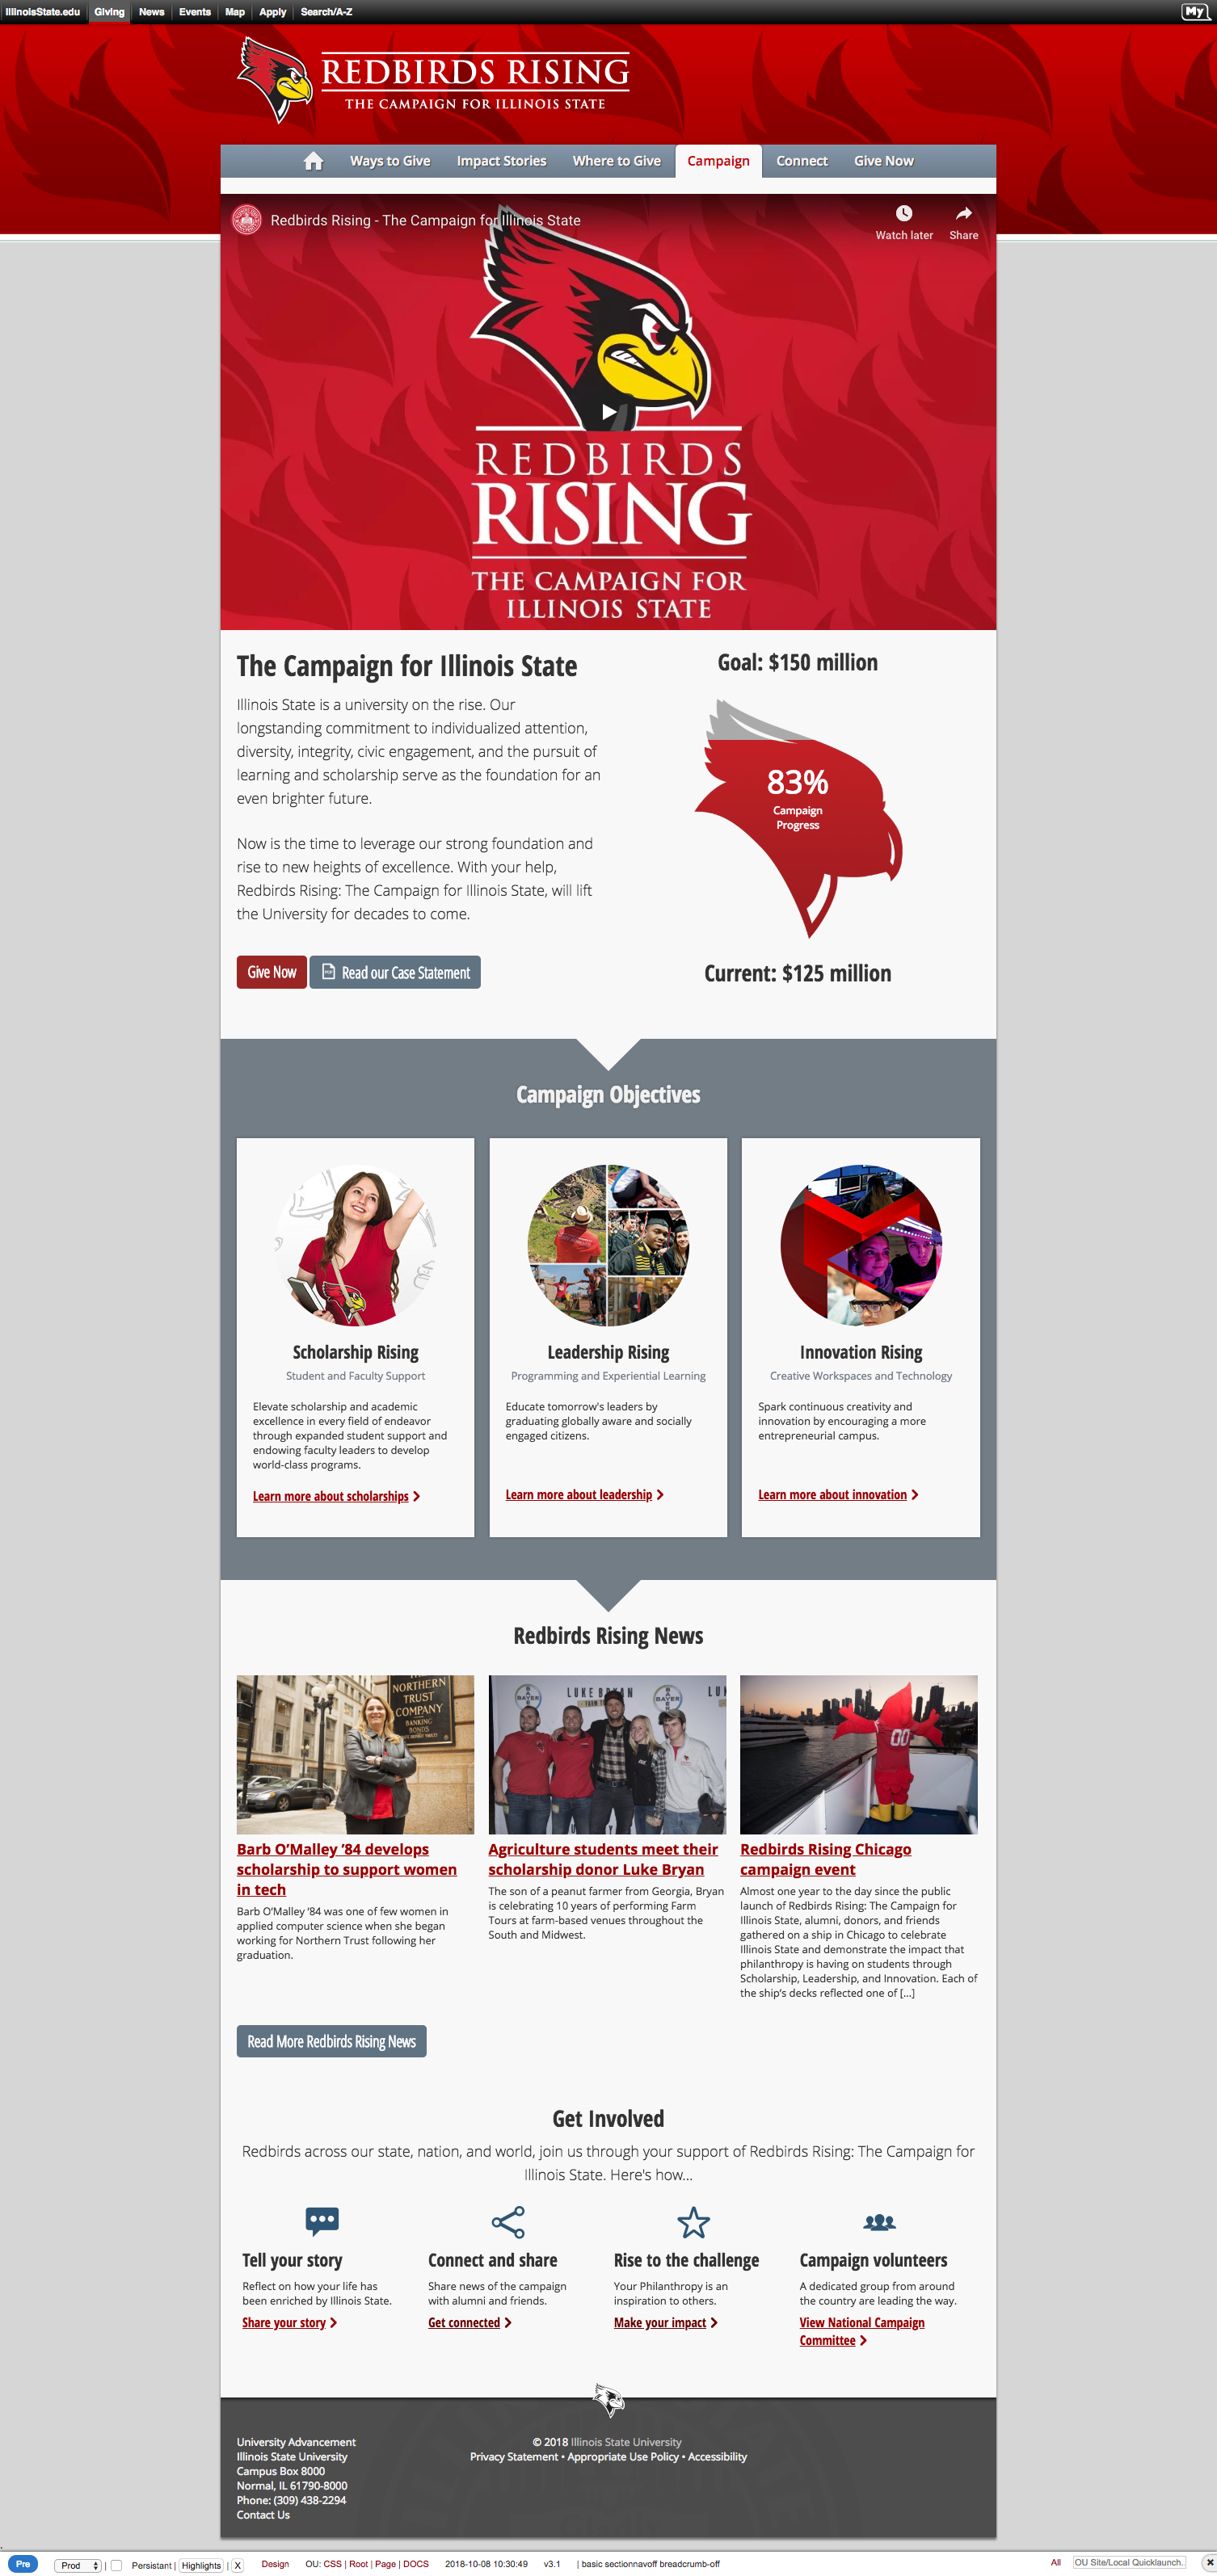 IllinoisState.edu Giving News Events Map Apply Search/A-Z My
REDBIRDS RISING
THE CAMPAIGN FOR ILLINOIS STATE
Ways to Give Impact Stories Where to Give Campaign Connect Give Now
Redbirds Rising - The Campaign for Illinois State
Watch later Share
REDBIRDS
RISING
THE CAMPAIGN FOR
ILLINOIS STATE
The Campaign for Illinois State
Illinois State is a university on the rise. Our
longstanding commitment to individualized attention,
diversity, integrity, civic engagement, and the pursuit of
learning and scholarship serve as the foundation for an
even brighter future.
Now is the time to leverage our strong foundation and
rise to new heights of excellence. With your help,
Redbirds Rising: The Campaign for Illinois State, will lift
the University for decades to come.
Give Now Read our Case Statement
Goal: $150 million
83%
Campaign
Progress
Current: $125 million
Campaign Objectives
Scholarship Rising
Student and Faculty Support
Elevate scholarship and academic
excellence in every field of endeavor
through expanded student support and
endowing faculty leaders to develop
world-class programs.
Learn more about scholarships
Leadership Rising
Programming and Experiential Learning
Educate tomorrow's leaders by
graduating globally aware and socially
engaged citizens.
Learn more about leadership
Innovation Rising
Creative Workspaces and Technology
Spark continuous creativity and
innovation by encouraging a more
entrepreneurial campus.
Learn more about innovation
Redbirds Rising News
NORTHERN
TRUST
COMPANY
BANKING
BONDS
Barb O'Malley '84 develops
scholarship to support women
in tech
Barb O'Malley '84 was one of few women in
applied computer science when she began
working for Northern Trust following her
graduation.
BAYER LUKE BRYAN BAYER LU
Agriculture students meet their
scholarship donor Luke Bryan
The son of a peanut farmer from Georgia, Bryan
is celebrating 10 years of performing Farm
Tours at farm-based venues throughout the
South and Midwest.
00
Redbirds Rising Chicago
campaign event
Almost one year to the day since the public
launch of Redbirds Rising: The Campaign for
Illinois State, alumni, donors, and friends
gathered on a ship in Chicago to celebrate
Illinois State and demonstrate the impact that
philanthropy is having on students through
Scholarship, Leadership, and Innovation. Each of
the ship's decks reflected one of [...]
Read More Redbirds Rising News
Get Involved
Redbirds across our state, nation, and world, join us through your support of Redbirds Rising: The Campaign for
Illinois State. Here's how...
Tell your story
Reflect on how your life has
been enriched by Illinois State.
Share your story
Connect and share
Share news of the campaign
with alumni and friends.
Get connected
Rise to the challenge
Your Philanthropy is an
inspiration to others.
Make your impact
Campaign volunteers
A dedicated group from around
the country are leading the way.
View National Campaign
Committee
University Advancement
Illinois State University
Campus Box 8000
Normal, IL 61790-8000
Phone: (309) 438-2294
Contact Us
© 2018 Illinois State University
Privacy Statement • Appropriate Use Policy • Accessibility
Pre Prod | Persistant | Highlights | X Design OU: CSS | Root | Page | DOCS 2018-10-08 10:30:49 v3.1 | basic sectionnavoff breadcrumb-off All OU Site/Local Quicklaunch. x